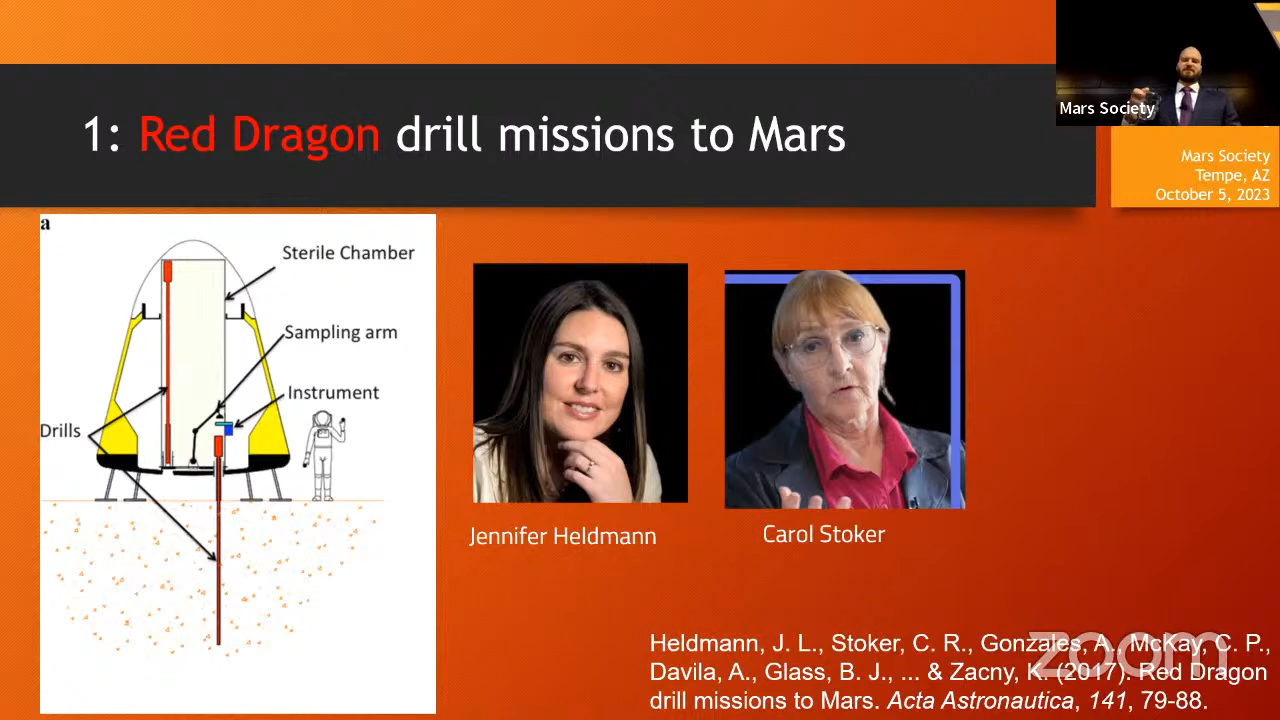 1: Red Dragon drill missions to Mars
Mars Society
Mars Society
Tempe, AZ
October 5, 2023
a
Sterile Chamber
Sampling arm
Instrument
Drills
Jennifer Heldmann
Carol Stoker
Heldmann, J. L., Stoker, C. R., Gonzales, A., McKay, C. P.,
Davila, A., Glass, B. J., ... & Zacny, K. (2017). Red Dragon
drill missions to Mars. Acta Astronautica, 141, 79-88.
zoom